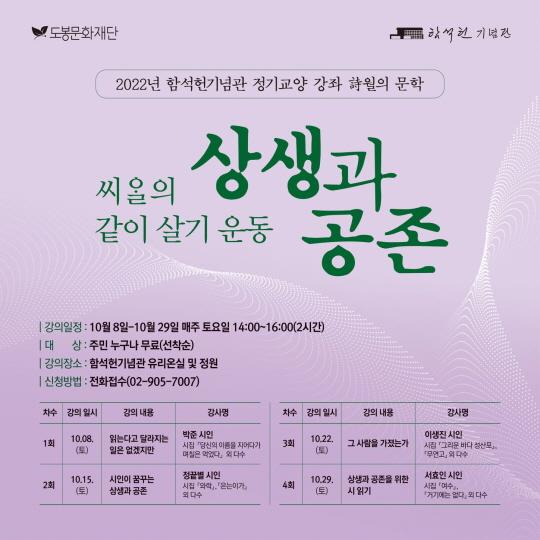 도봉문화재단
함석헌 기념관
2022년 함석헌기념관 정기교양 강좌 詩월의 문학
씨올의 상생과
같이 살기 운동 공존
강의일정 : 10월 8일-10월 29일 매주 토요일 14:00~16:00(2시간)
대 상 : 주민 누구나 무료(선착순)
강의장소 : 함석헌기념관 유리온실 및 정원
신청방법 : 전화접수(02-905-7007)
차수 강의 일시 강의 내용 강사명
1회 10.08.(토) 읽는다고 달라지는 일은 없겠지만 박준 시인
시집 「당신의 이름을 지어다가
며칠은 먹었다」 외 다수
2회 10.15.(토) 시인이 꿈꾸는 상생과 공존 정끝별 시인
시집 「와락」, 「은는이가」
외 다수
차수 강의 일시 강의 내용 강사명
3회 10.22.(토) 그 사람을 가졌는가 이생진 시인
시집 「그리운 바다 성산포」,
「무연고」 외 다수
4회 10.29.(토) 상생과 공존을 위한 시 읽기 서효인 시인
시집 「여수」,
「거기에는 없다」 외 다수